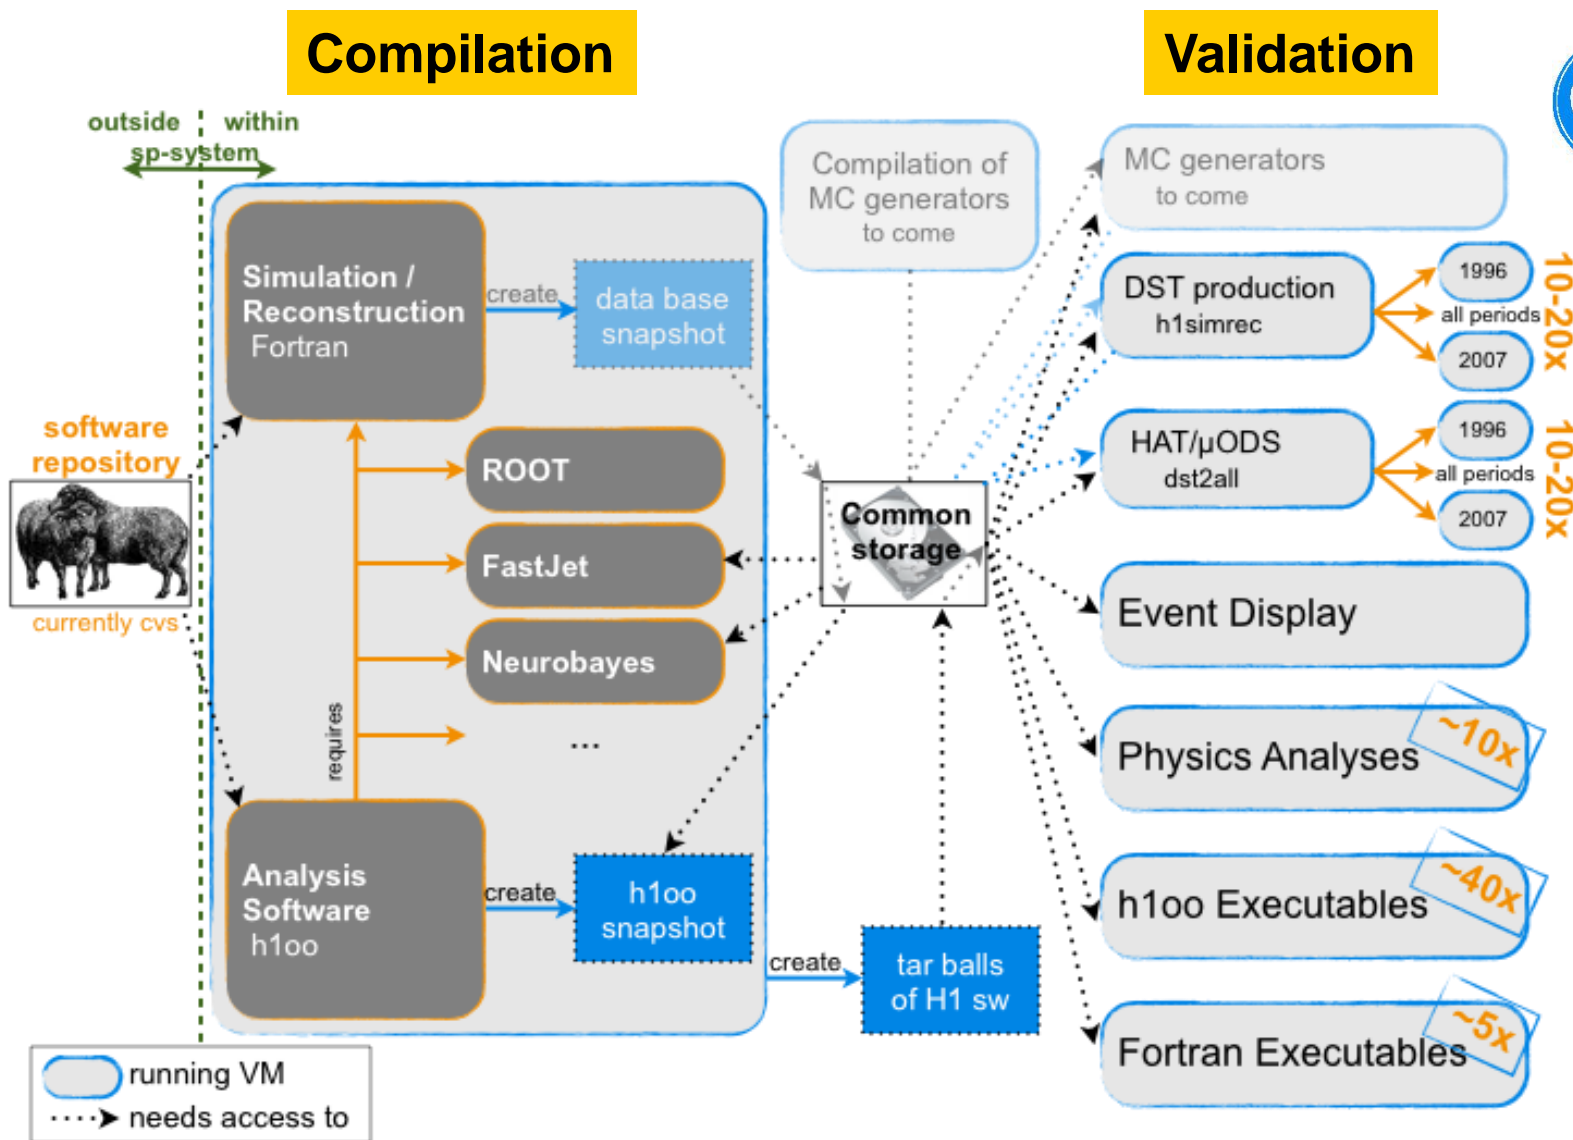 Compilation
Validation
outside within
sp-system
Compilation of
MC generators
to come
MC generators
to come
Simulation /
Reconstruction
Fortran
create
data base
snapshot
DST production
h1simrec
1996
all periods
2007
10-20x
software
repository
currently cvs
ROOT
FastJet
Neurobayes
...
requires
Common
storage
HAT/µODS
dst2all
1996
all periods
2007
10-20x
Event Display
Physics Analyses
~10x
Analysis
Software
h1oo
create
h1oo
snapshot
create
tar balls
of H1 sw
h1oo Executables
~40x
Fortran Executables
~5x
running VM
needs access to